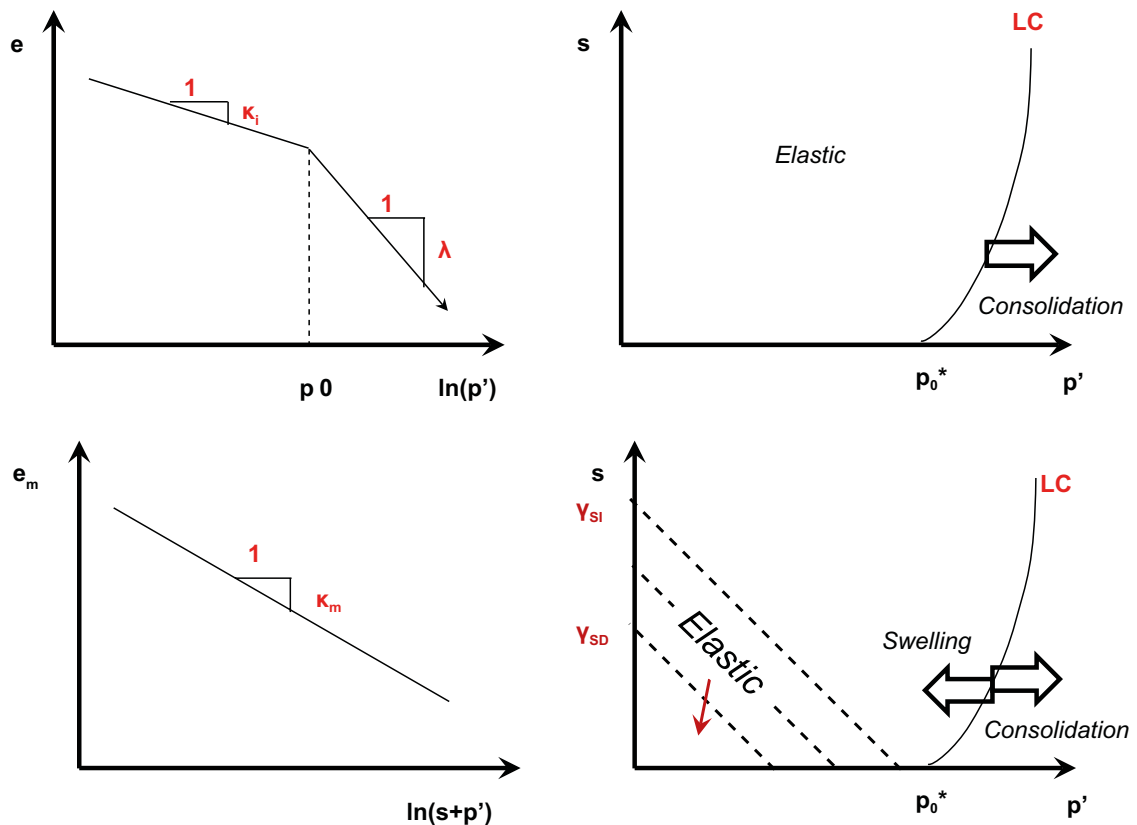 e
1
κi
1
λ
p 0
ln(p')
s
LC
Elastic
Consolidation
p₀*
p'
em
1
κm
ln(s+p')
s
LC
γSI
γSD
Elastic
Swelling
Consolidation
p₀*
p'